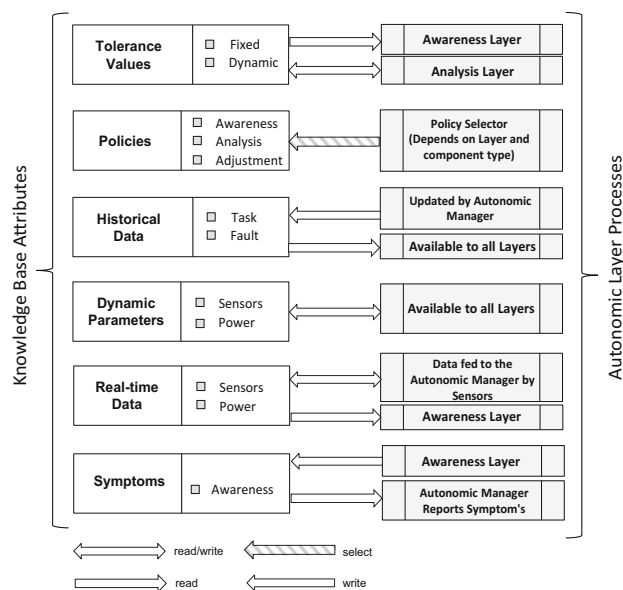 Knowledge Base Attributes
Autonomic Layer Processes
Tolerance
Values
Fixed
Dynamic
Awareness Layer
Analysis Layer
Policies
Awareness
Analysis
Adjustment
Policy Selector
(Depends on Layer and
component type)
Historical
Data
Task
Fault
Updated by Autonomic
Manager
Available to all Layers
Dynamic
Parameters
Sensors
Power
Available to all Layers
Real-time
Data
Sensors
Power
Data fed to the
Autonomic Manager by
Sensors
Awareness Layer
Symptoms
Awareness
Awareness Layer
Autonomic Manager
Reports Symptom's
read/write
select
read
write